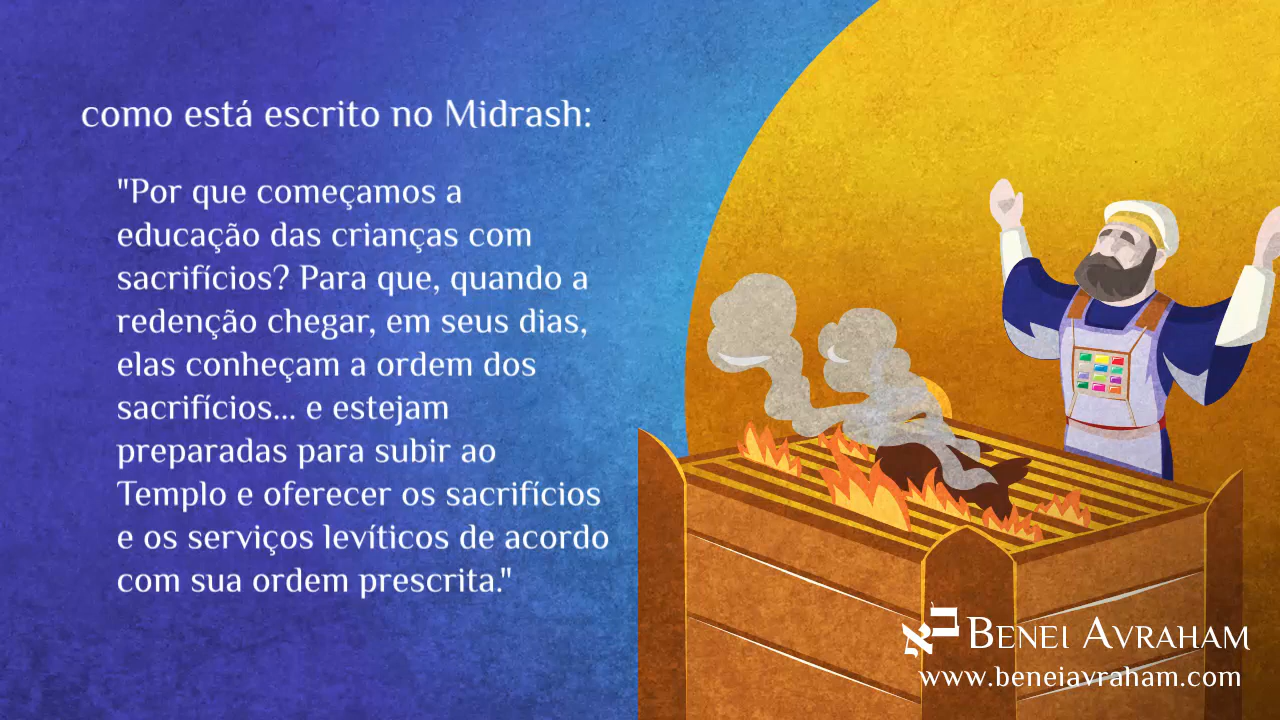 como está escrito no Midrash:
"Por que começamos a
educação das crianças com
sacrifícios? Para que, quando a
redenção chegar, em seus dias,
elas conheçam a ordem dos
sacrifícios... e estejam
preparadas para subir ao
Templo e oferecer os sacrifícios
e os serviços levíticos de acordo
com sua ordem prescrita."
בא BENEI AVRAHAM
www.beneiavraham.com